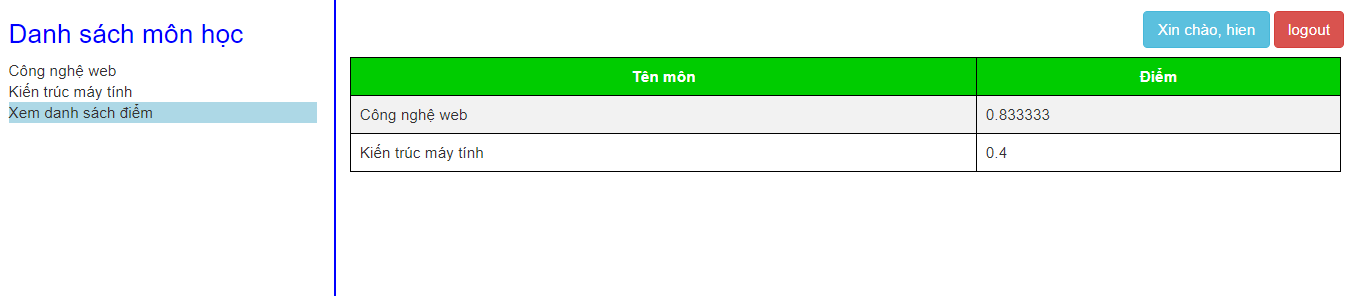 Danh sách môn học
Công nghệ web
Kiến trúc máy tính
Xem danh sách điểm
Xin chào, hien logout
Tên môn Điểm
Công nghệ web 0.833333
Kiến trúc máy tính 0.4